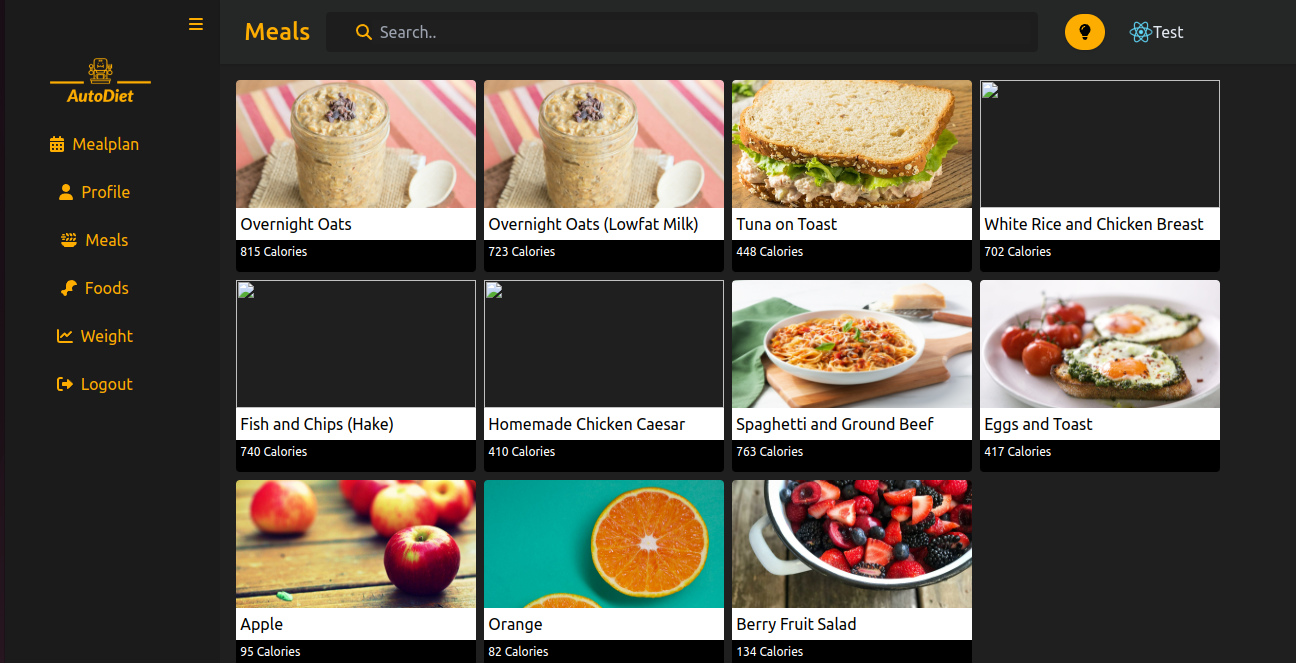 Meals
Search..
Test
AutoDiet
Mealplan
Profile
Meals
Foods
Weight
Logout
Overnight Oats
815 Calories
Overnight Oats (Lowfat Milk)
723 Calories
Tuna on Toast
448 Calories
White Rice and Chicken Breast
702 Calories
Fish and Chips (Hake)
740 Calories
Homemade Chicken Caesar
410 Calories
Spaghetti and Ground Beef
763 Calories
Eggs and Toast
417 Calories
Apple
95 Calories
Orange
82 Calories
Berry Fruit Salad
134 Calories